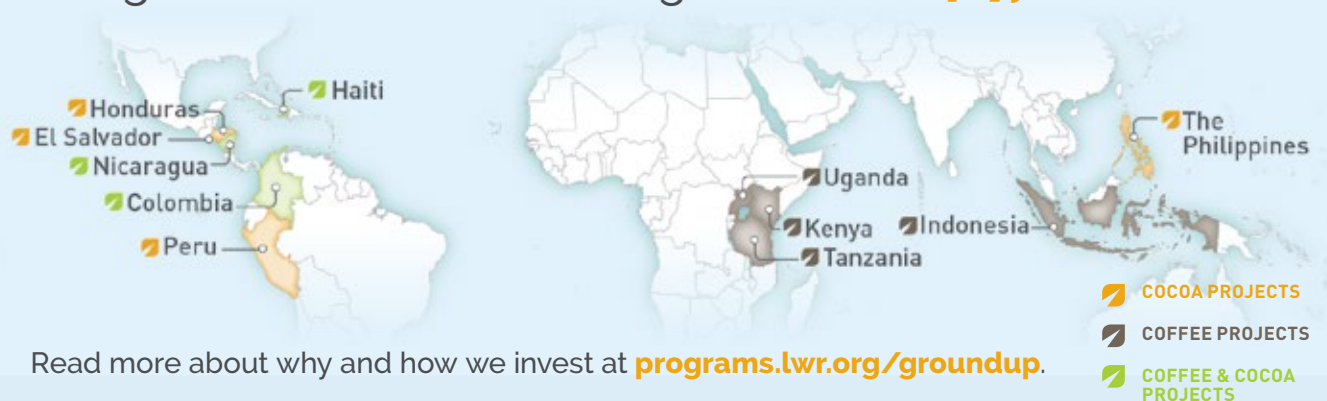 Haiti
Honduras
El Salvador
Nicaragua
Colombia
Peru
The
Philippines
Uganda
Kenya
Indonesia
Tanzania
COCOA PROJECTS
COFFEE PROJECTS
COFFEE & COCOA
PROJECTS
Read more about why and how we invest at programs.lwr.org/groundup.